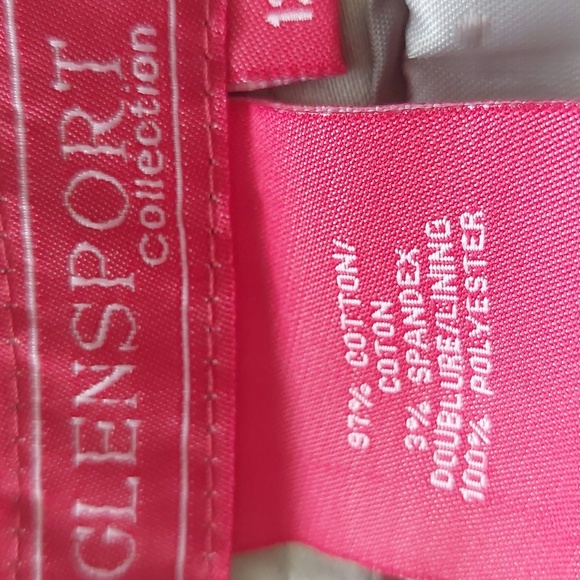 GLENSPORT
Collection
97% COTTON/
COTON
3% SPANDEX
DOUBLURE/LINING
100% POLYESTER